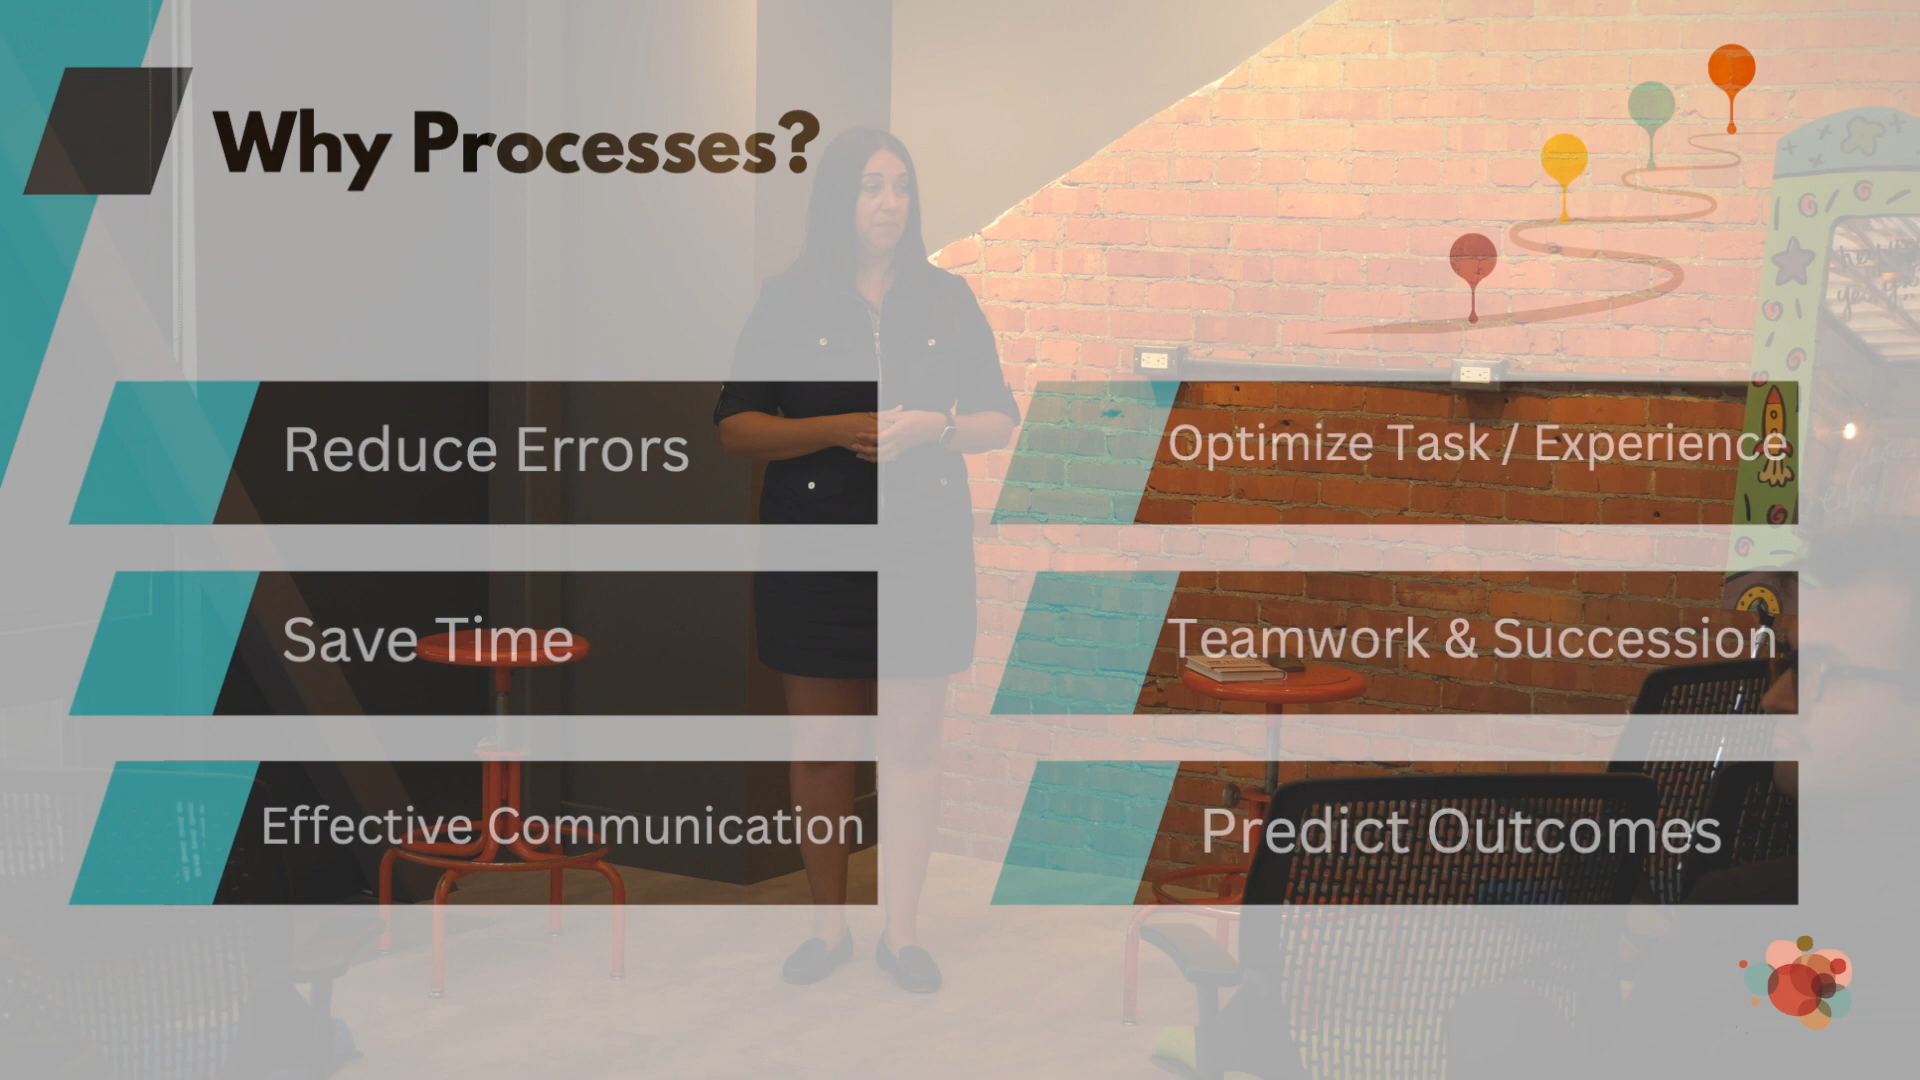 Why Processes?
Reduce Errors
Optimize Task / Experience
Save Time
Teamwork & Succession
Effective Communication
Predict Outcomes